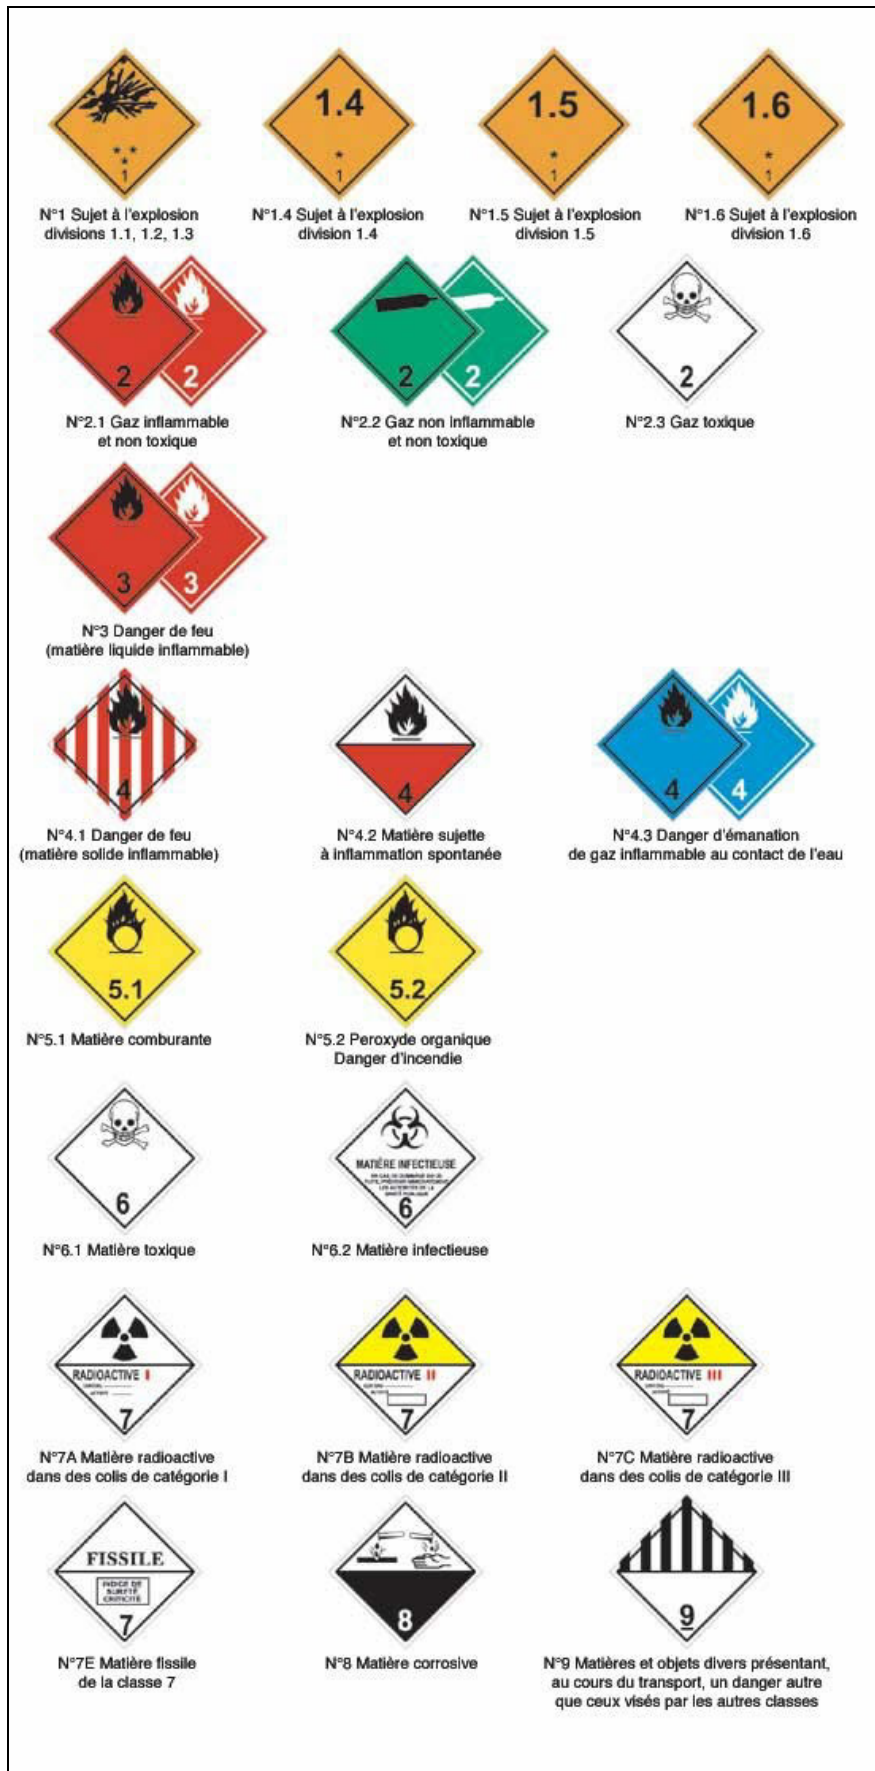 * *
*
1
1.4
*
1
1.5
*
1
1.6
*
1
N°1 Sujet à l'explosion
divisions 1.1, 1.2, 1.3
N°1.4 Sujet à l'explosion
division 1.4
N°1.5 Sujet à l'explosion
division 1.5
N°1.6 Sujet à l'explosion
division 1.6
2
2
2
2
2
N°2.1 Gaz inflammable
et non toxique
N°2.2 Gaz non inflammable
et non toxique
N°2.3 Gaz toxique
3
3
N°3 Danger de feu
(matière liquide inflammable)
4
4
4
4
N°4.1 Danger de feu
(matière solide inflammable)
N°4.2 Matière sujette
à inflammation spontanée
N°4.3 Danger d'émanation
de gaz inflammable au contact de l'eau
5.1
5.2
N°5.1 Matière comburante
N°5.2 Peroxyde organique
Danger d'incendie
6
MATIÈRE INFECTIEUSE
6
N°6.1 Matière toxique
N°6.2 Matière infectieuse
RADIOACTIVE I
7
RADIOACTIVE II
7
RADIOACTIVE III
7
N°7A Matière radioactive
dans des colis de catégorie I
N°7B Matière radioactive
dans des colis de catégorie II
N°7C Matière radioactive
dans des colis de catégorie III
FISSILE
INDICE DE
SURETÉ
CRITICITÉ
7
8
9
N°7E Matière fissile
de la classe 7
N°8 Matière corrosive
N°9 Matières et objets divers présentant,
au cours du transport, un danger autre
que ceux visés par les autres classes